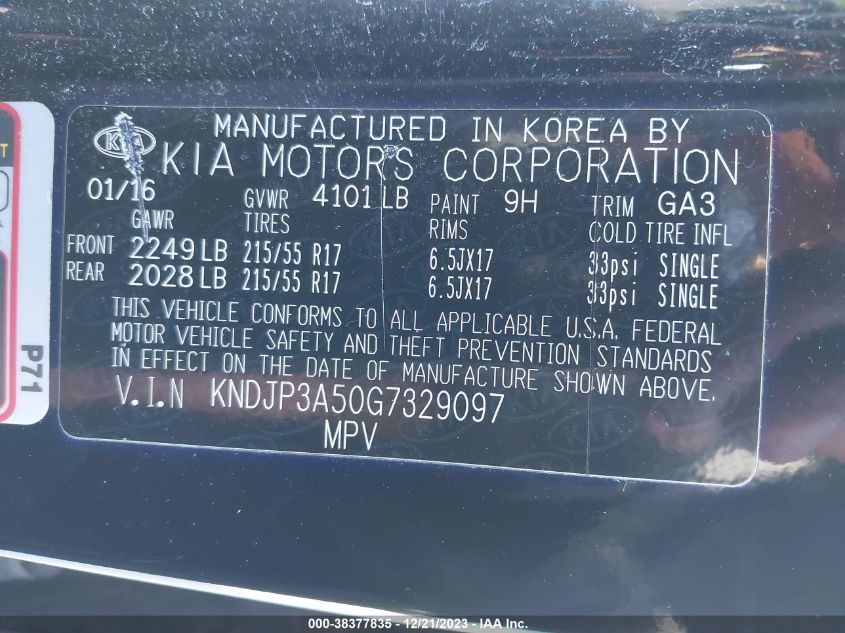 MANUFACTURED IN KOREA BY
KIA KIA MOTORS CORPORATION
01/16 GVWR 4101 LB PAINT 9H TRIM GA3
GAWR TIRES RIMS COLD TIRE INFL
FRONT 2249 LB 215/55 R17 6.5JX17 33psi SINGLE
REAR 2028 LB 215/55 R17 6.5JX17 33psi SINGLE
THIS VEHICLE CONFORMS TO ALL APPLICABLE U.S.A. FEDERAL
MOTOR VEHICLE SAFETY AND THEFT PREVENTION STANDARDS
IN EFFECT ON THE DATE OF MANUFACTURE SHOWN ABOVE.
V.I.N KNDJP3A50G7329097
MPV
P71
000-38377835 - 12/21/2023 - IAA Inc.